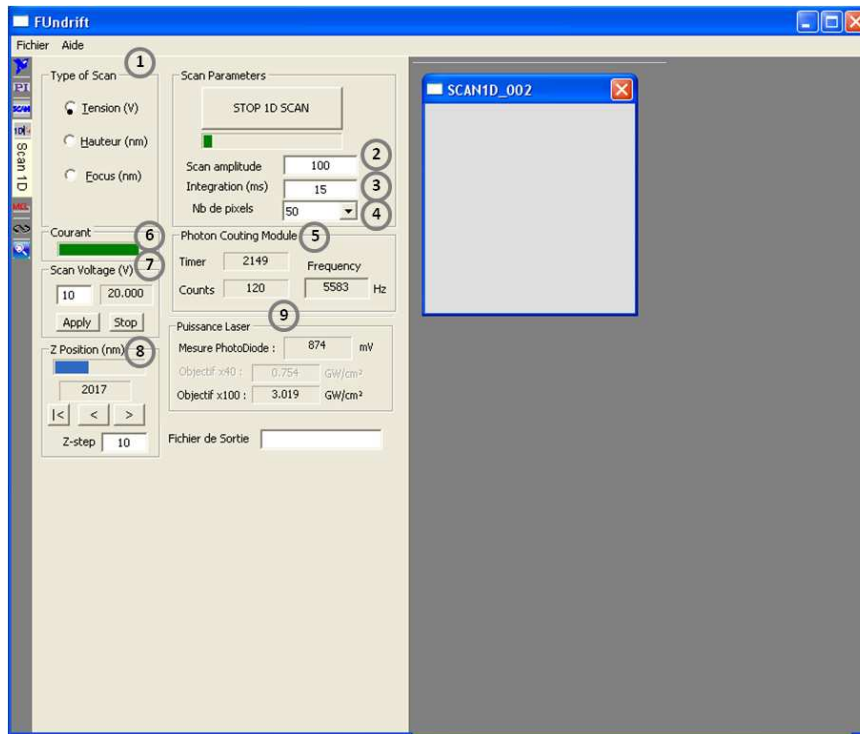 FUndrift
Fichier Aide
PI
SCAN
1D
Scan 1D
MCL
Type of Scan 1
Tension (V)
Hauteur (nm)
Focus (nm)
Scan Parameters
STOP 1D SCAN
Scan amplitude 100 2
Integration (ms) 15 3
Nb de pixels 50 4
Courant 6
Photon Couting Module 5
Timer 2149
Frequency
Counts 120 5583 Hz
Scan Voltage (V) 7
10 20.000
Apply Stop
Puissance Laser 9
Mesure PhotoDiode : 874 mV
Objectif x40 : 0.754 GW/cm²
Objectif x100 : 3.019 GW/cm²
Z Position (nm) 8
2017
|< < >
Z-step 10
Fichier de Sortie
SCAN1D_002